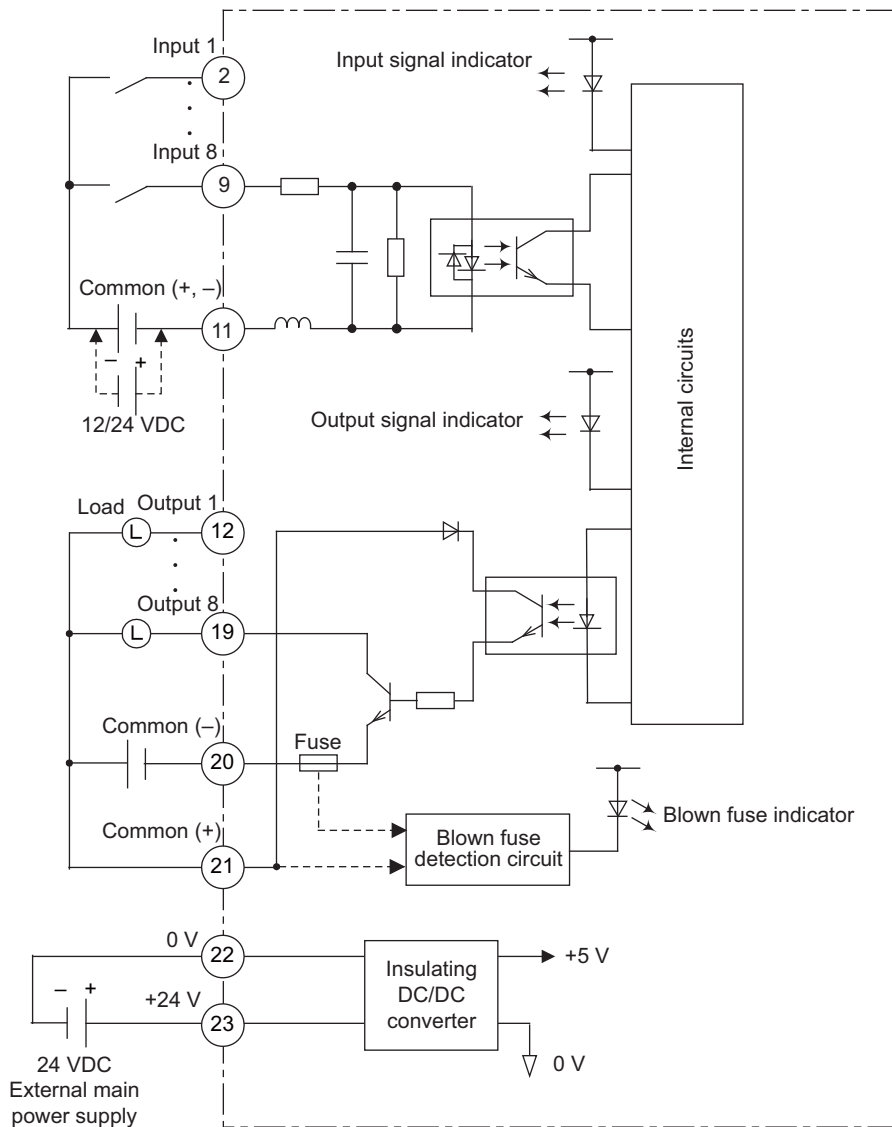 Input 1
2
Input signal indicator
Input 8
9
Common (+, –)
11
– +
12/24 VDC
Internal circuits
Output signal indicator
Load
Output 1
L
12
Output 8
L
19
Common (–)
20
Fuse
Common (+)
21
Blown fuse
detection circuit
Blown fuse indicator
0 V
22
+5 V
Insulating
DC/DC
converter
– +
+24 V
23
0 V
24 VDC
External main
power supply